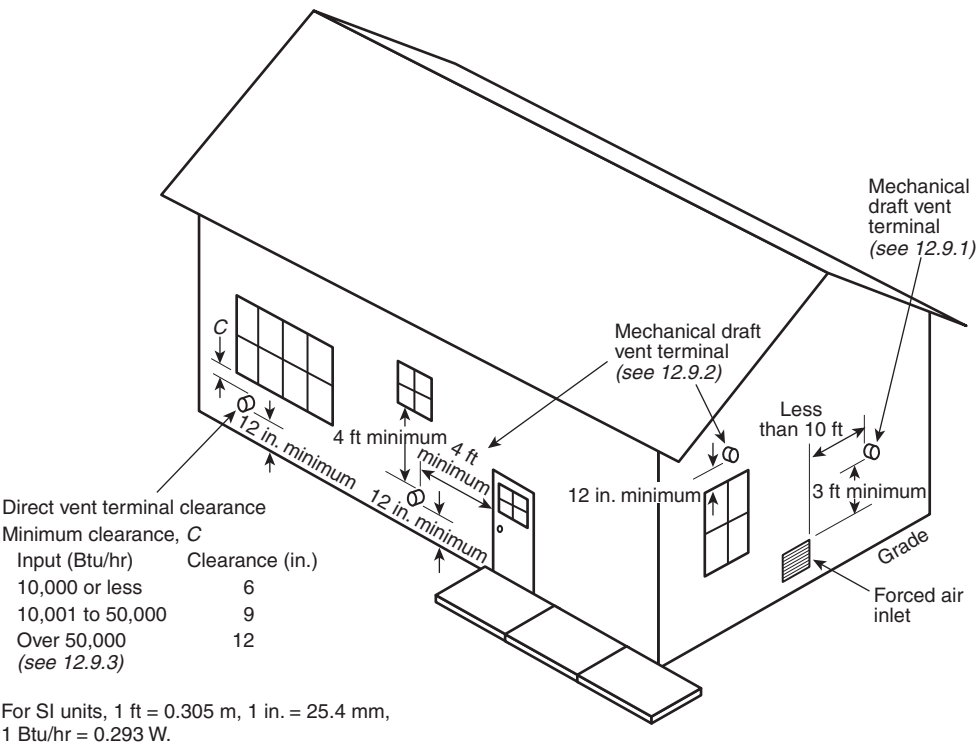 Mechanical
draft vent
terminal
(see 12.9.1)
Mechanical draft
vent terminal
(see 12.9.2)
C
Less
than 10 ft
12 in. minimum
4 ft minimum
4 ft
minimum
12 in. minimum
12 in. minimum
3 ft minimum
Grade
Forced air
inlet
Direct vent terminal clearance
Minimum clearance, C
Input (Btu/hr) Clearance (in.)
10,000 or less 6
10,001 to 50,000 9
Over 50,000 12
(see 12.9.3)
For SI units, 1 ft = 0.305 m, 1 in. = 25.4 mm,
1 Btu/hr = 0.293 W.